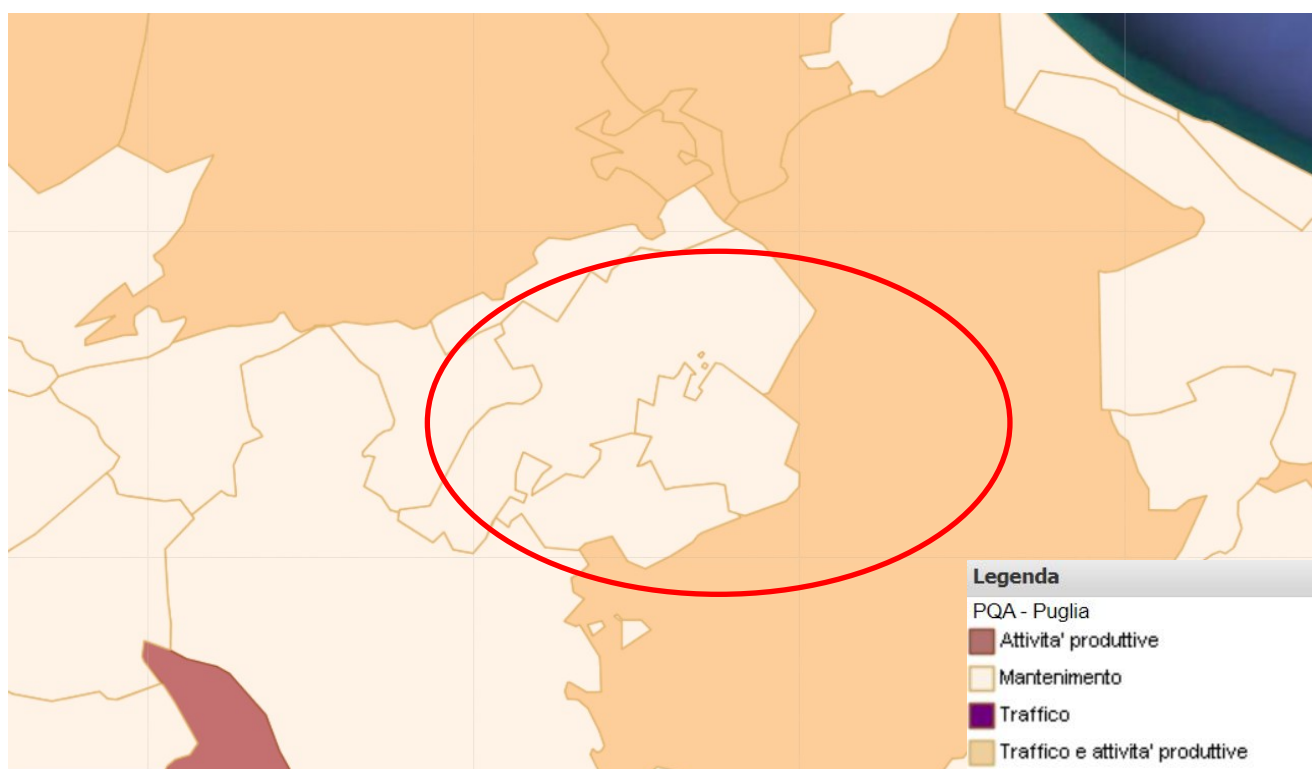 Legenda
PQA - Puglia
Attivita' produttive
Mantenimento
Traffico
Traffico e attivita' produttive